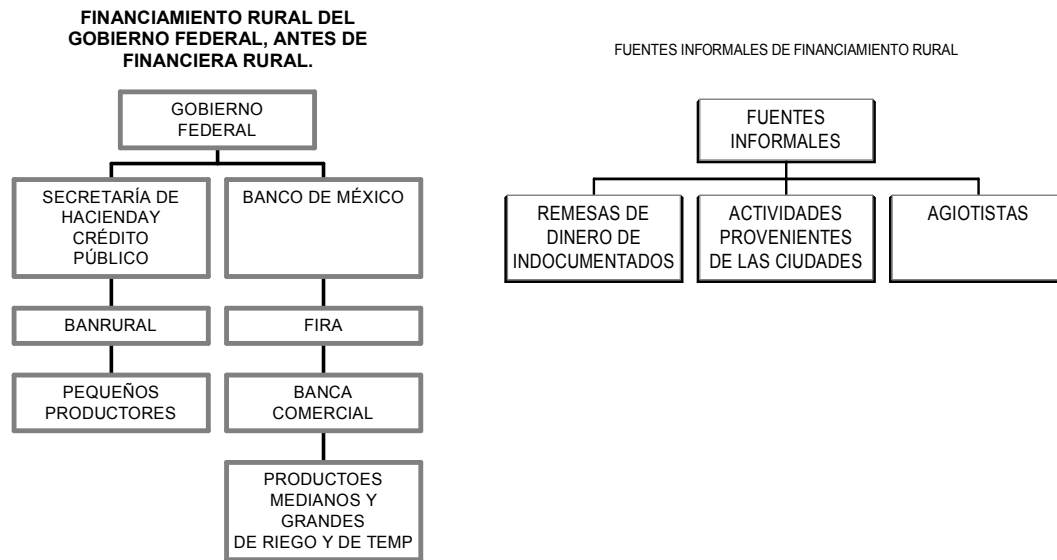 FINANCIAMIENTO RURAL DEL
GOBIERNO FEDERAL, ANTES DE
FINANCIERA RURAL.
GOBIERNO
FEDERAL
SECRETARÍA DE
HACIENDAY
CRÉDITO
PÚBLICO
BANCO DE MÉXICO
BANRURAL
FIRA
PEQUEÑOS
PRODUCTORES
BANCA
COMERCIAL
PRODUCTOES
MEDIANOS Y
GRANDES
DE RIEGO Y DE TEMP
FUENTES INFORMALES DE FINANCIAMIENTO RURAL
FUENTES
INFORMALES
REMESAS DE
DINERO DE
INDOCUMENTADOS
ACTIVIDADES
PROVENIENTES
DE LAS CIUDADES
AGIOTISTAS